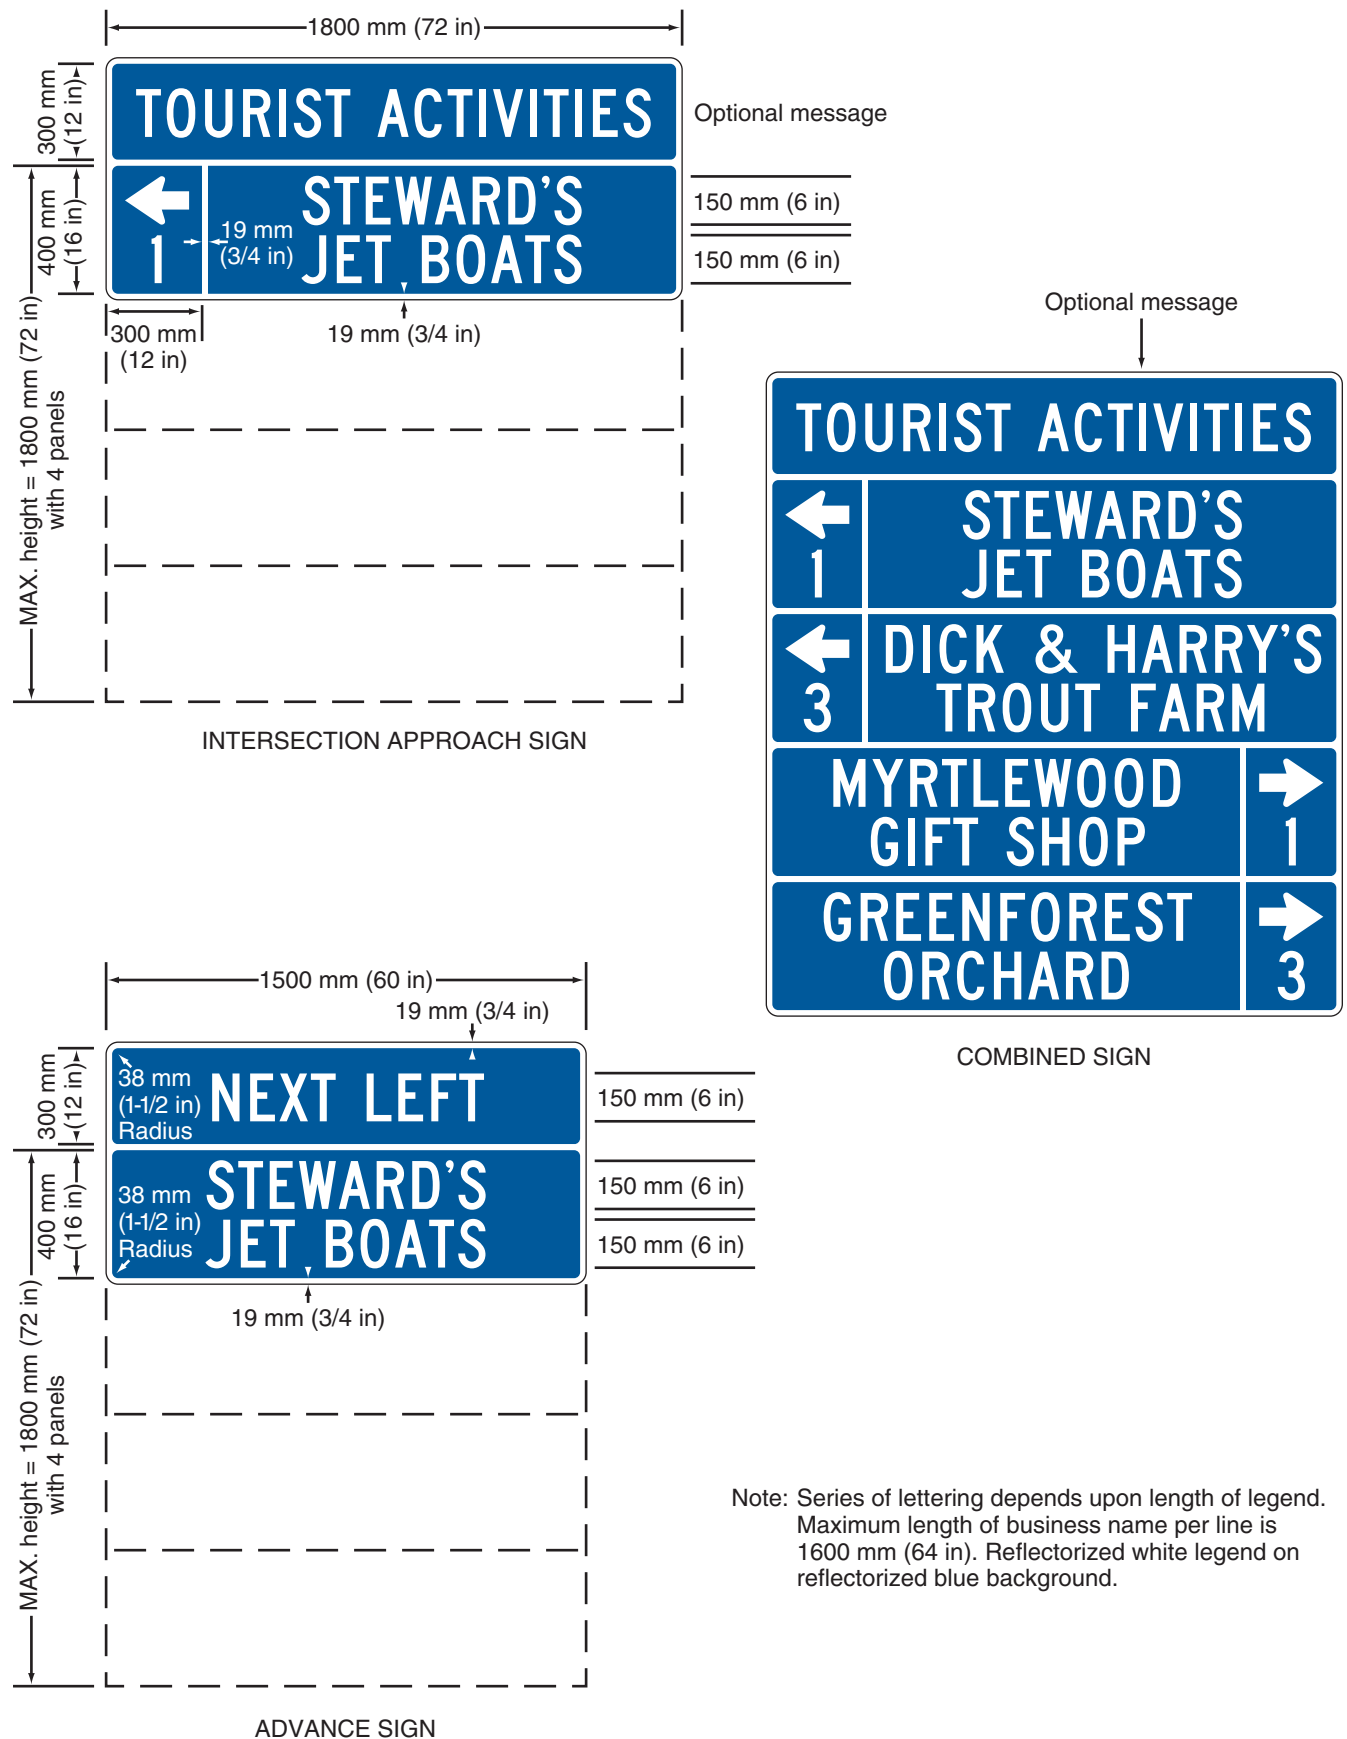 1800 mm (72 in)
300 mm
(12 in)
TOURIST ACTIVITIES
Optional message
400 mm
(16 in)
1
19 mm
(3/4 in)
STEWARD'S
JET BOATS
150 mm (6 in)
150 mm (6 in)
300 mm
(12 in)
19 mm (3/4 in)
MAX. height = 1800 mm (72 in)
with 4 panels
INTERSECTION APPROACH SIGN
Optional message
TOURIST ACTIVITIES
STEWARD'S
JET BOATS
1
DICK & HARRY'S
TROUT FARM
3
MYRTLEWOOD
GIFT SHOP
1
GREENFOREST
ORCHARD
3
COMBINED SIGN
1500 mm (60 in)
19 mm (3/4 in)
300 mm
(12 in)
38 mm
(1-1/2 in)
Radius
NEXT LEFT
150 mm (6 in)
400 mm
(16 in)
38 mm
(1-1/2 in)
Radius
STEWARD'S
JET BOATS
150 mm (6 in)
150 mm (6 in)
19 mm (3/4 in)
MAX. height = 1800 mm (72 in)
with 4 panels
ADVANCE SIGN
Note: Series of lettering depends upon length of legend.
Maximum length of business name per line is
1600 mm (64 in). Reflectorized white legend on
reflectorized blue background.